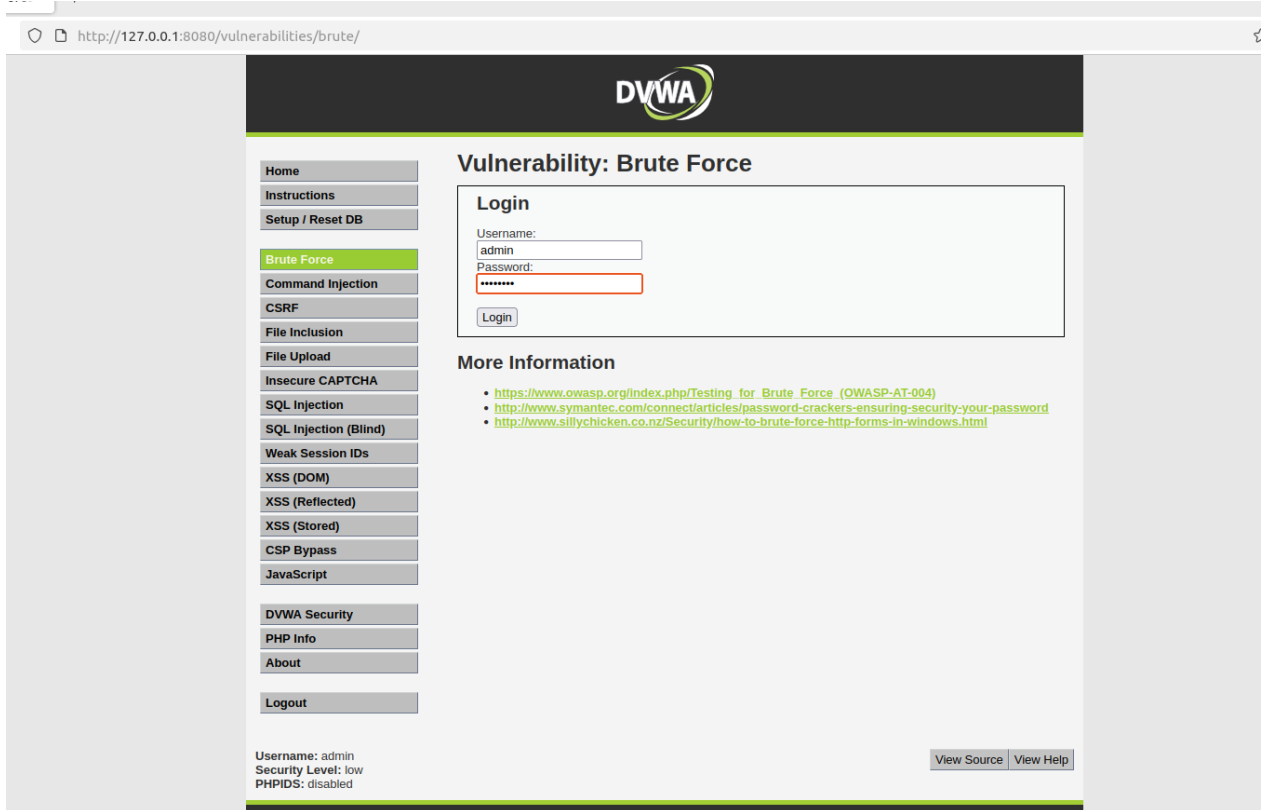 http://127.0.0.1:8080/vulnerabilities/brute/
DVWA
Home
Instructions
Setup / Reset DB
Brute Force
Command Injection
CSRF
File Inclusion
File Upload
Insecure CAPTCHA
SQL Injection
SQL Injection (Blind)
Weak Session IDs
XSS (DOM)
XSS (Reflected)
XSS (Stored)
CSP Bypass
JavaScript
DVWA Security
PHP Info
About
Logout
Vulnerability: Brute Force
Login
Username:
admin
Password:
••••••••
Login
More Information
• https://www.owasp.org/index.php/Testing_for_Brute_Force_(OWASP-AT-004)
• http://www.symantec.com/connect/articles/password-crackers-ensuring-security-your-password
• http://www.sillychicken.co.nz/Security/how-to-brute-force-http-forms-in-windows.html
Username: admin
Security Level: low
PHPIDS: disabled
View Source View Help